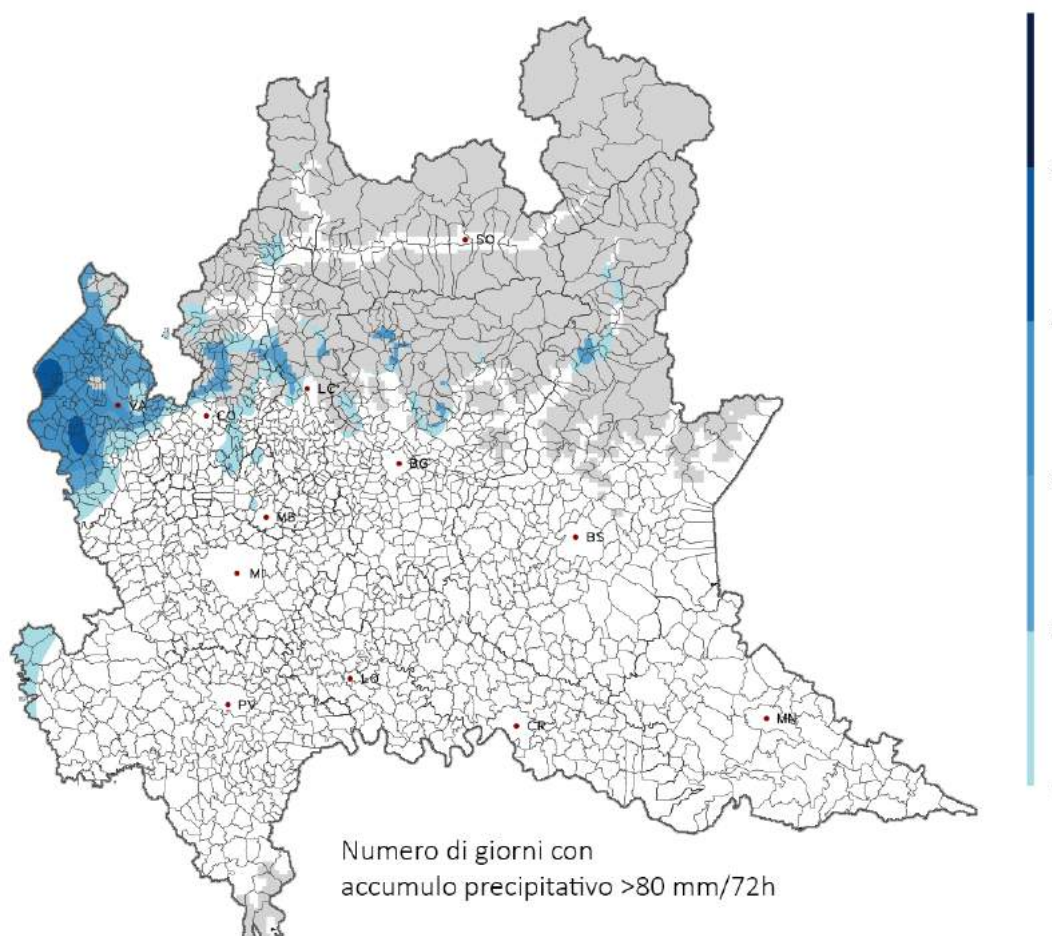 SO
LC
VA
CO
BG
MB
BS
MI
LO
PV
MN
CR
Numero di giorni con
accumulo precipitativo >80 mm/72h